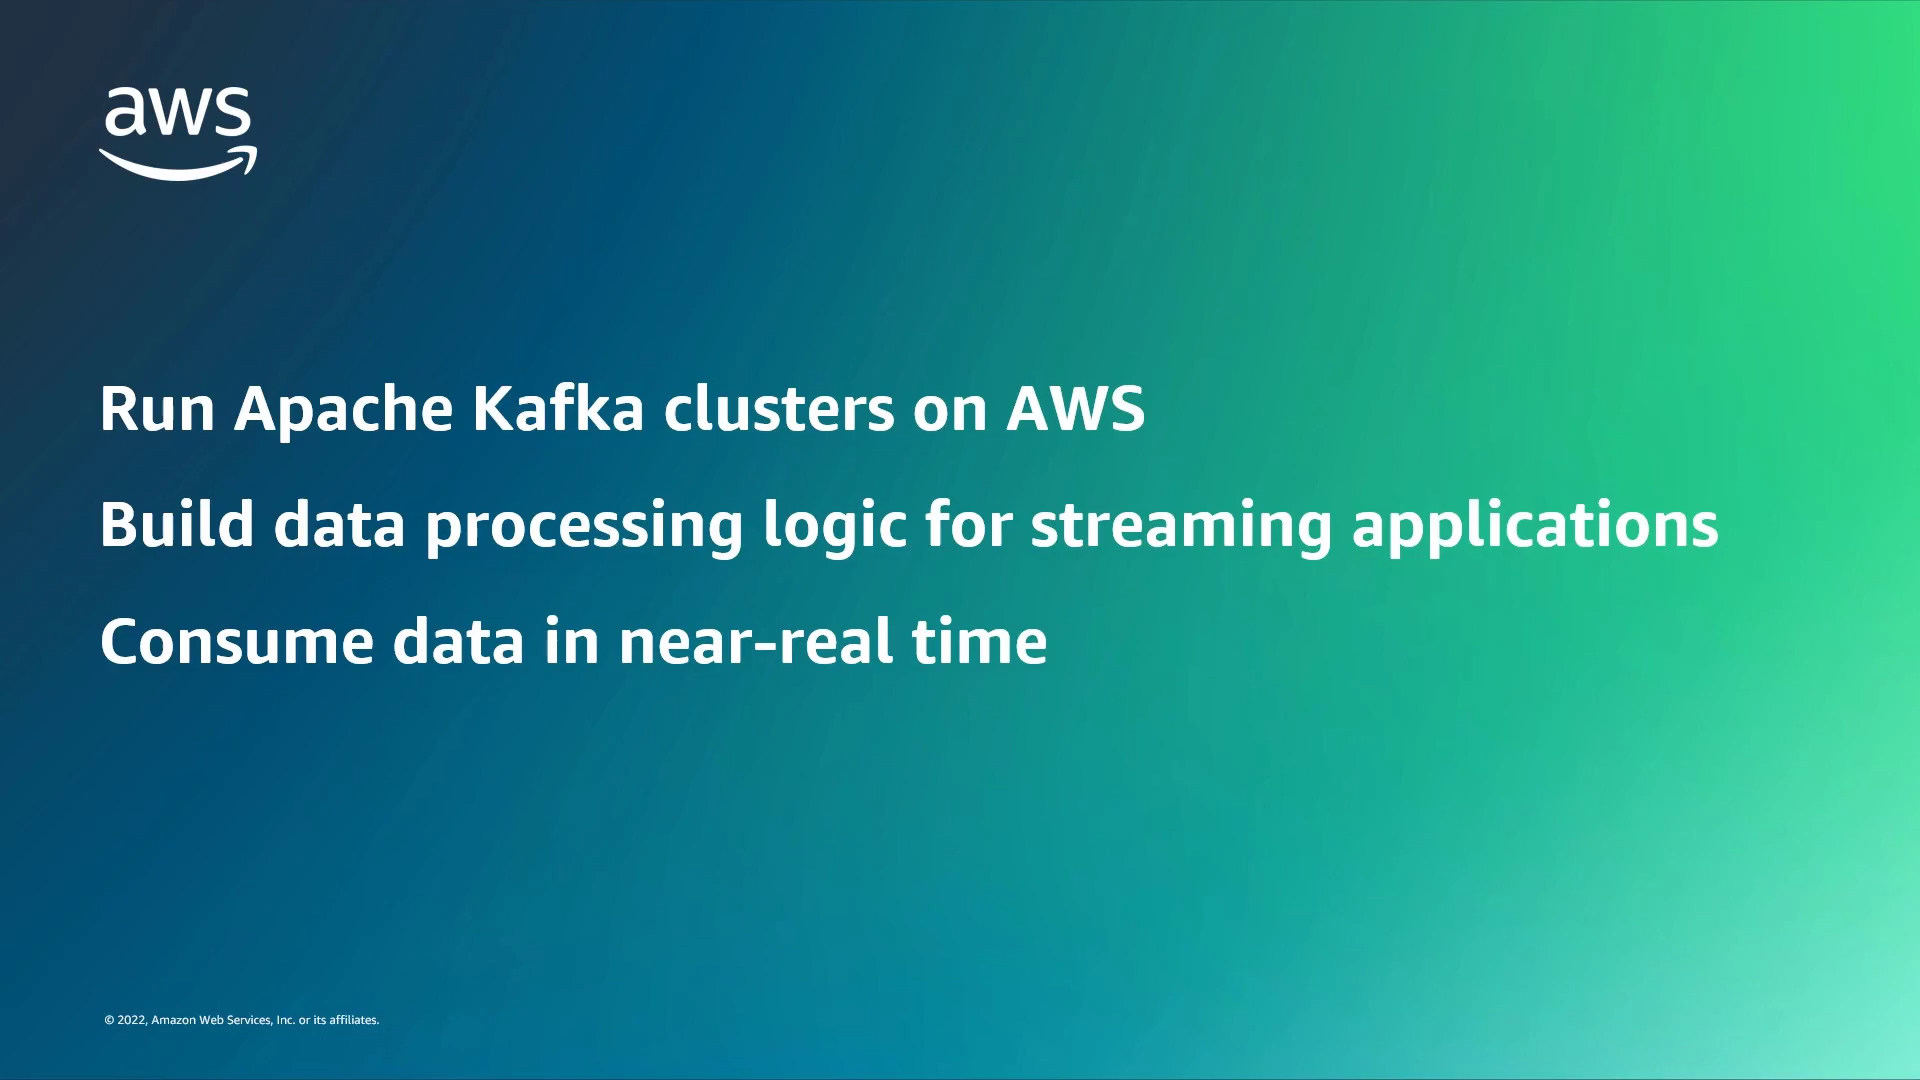 aws
Run Apache Kafka clusters on AWS
Build data processing logic for streaming applications
Consume data in near-real time
© 2022, Amazon Web Services, Inc. or its affiliates.